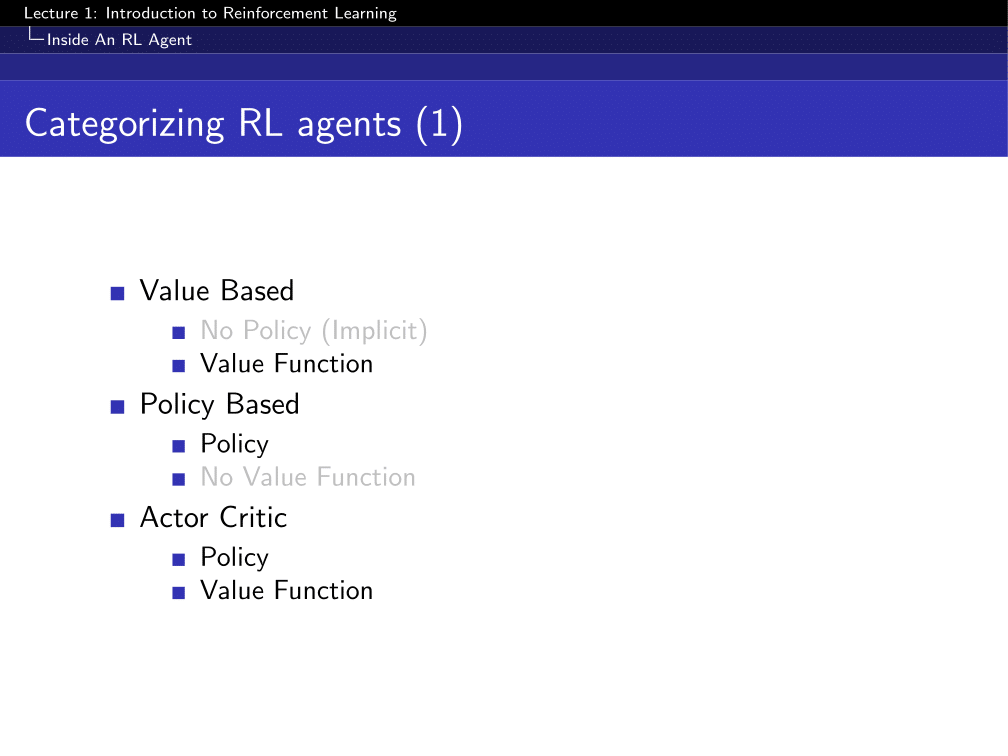 Lecture 1: Introduction to Reinforcement Learning
Inside An RL Agent
Categorizing RL agents (1)
Value Based
No Policy (Implicit)
Value Function
Policy Based
Policy
No Value Function
Actor Critic
Policy
Value Function